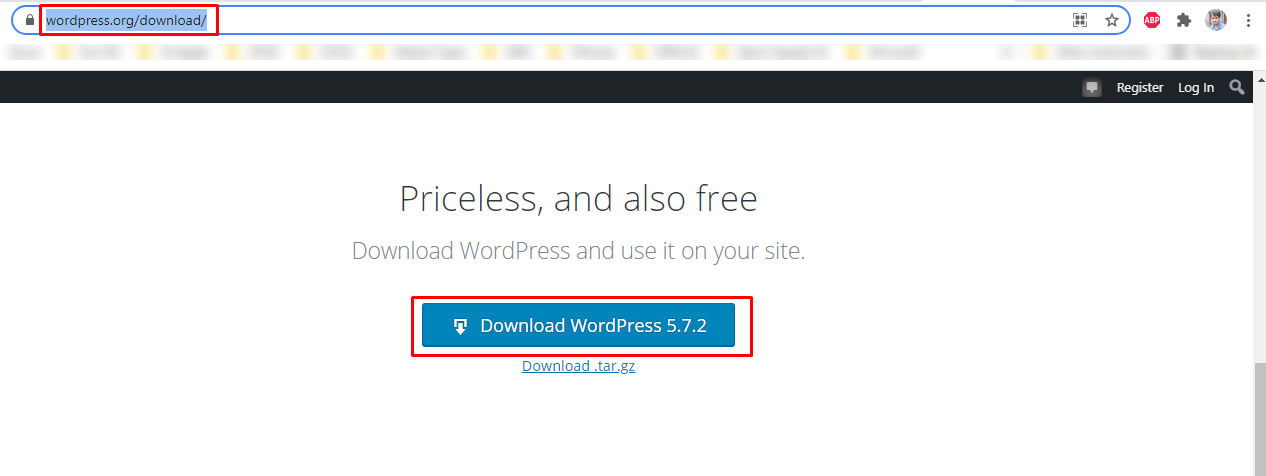 wordpress.org/download/
ABP
Register Log In
Priceless, and also free
Download WordPress and use it on your site.
Download WordPress 5.7.2
Download .tar.gz